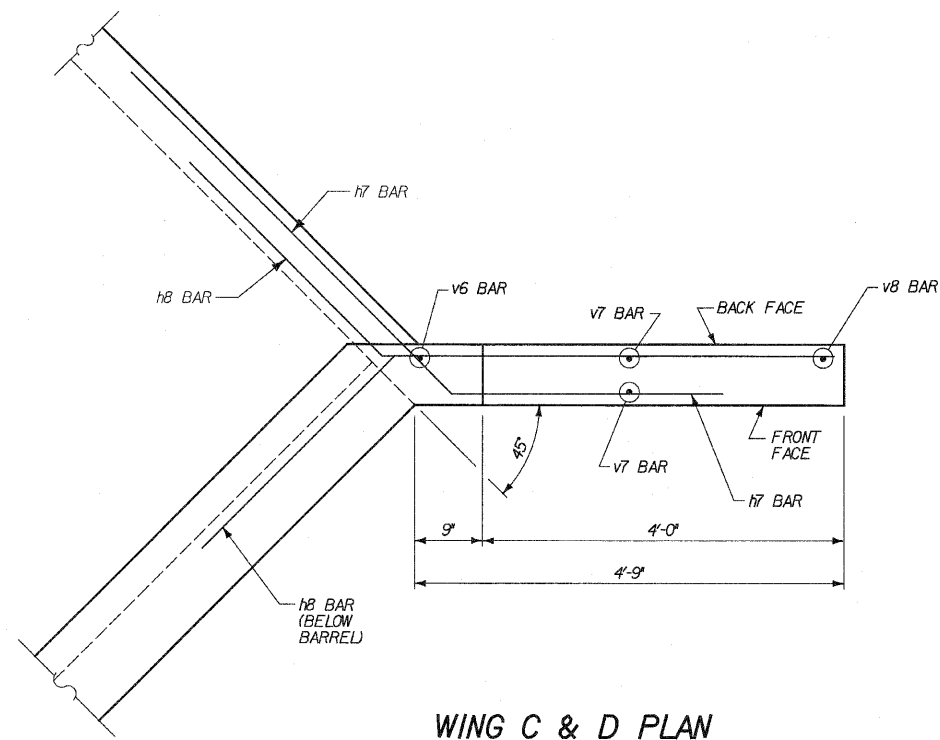 h7 BAR
h8 BAR
v6 BAR
v7 BAR
BACK FACE
v8 BAR
45°
v7 BAR
FRONT
FACE
h7 BAR
9"
4'-0"
4'-9"
h8 BAR
(BELOW
BARREL)
WING C & D PLAN